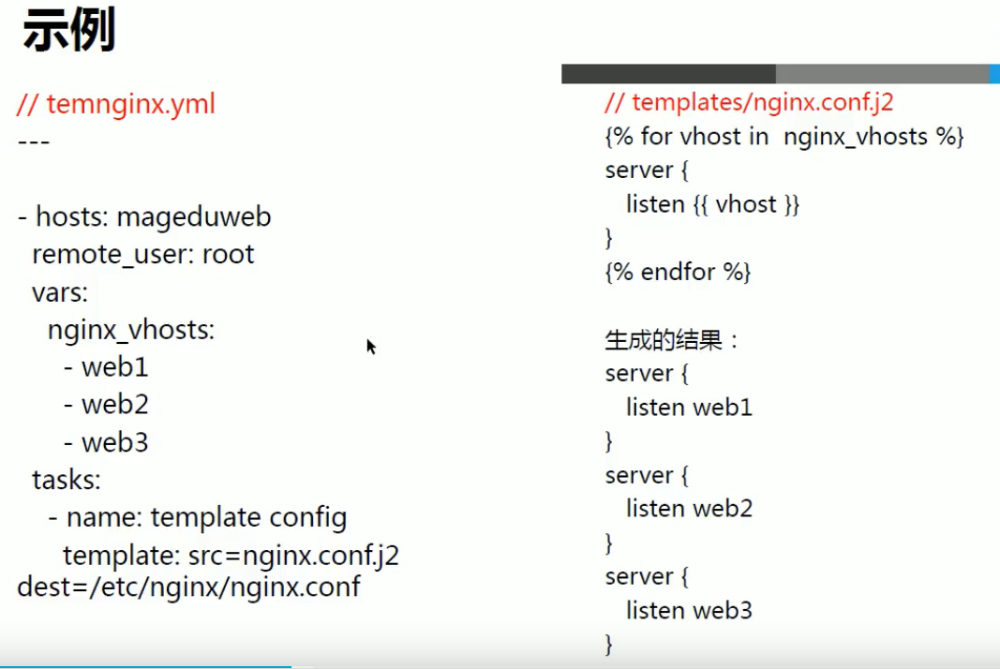 示例
// temnginx.yml
---
- hosts: mageduweb
remote_user: root
vars:
nginx_vhosts:
- web1
- web2
- web3
tasks:
- name: template config
template: src=nginx.conf.j2
dest=/etc/nginx/nginx.conf
// templates/nginx.conf.j2
{% for vhost in  nginx_vhosts %}
server {
listen {{ vhost }}
}
{% endfor %}
生成的结果：
server {
listen web1
}
server {
listen web2
}
server {
listen web3
}